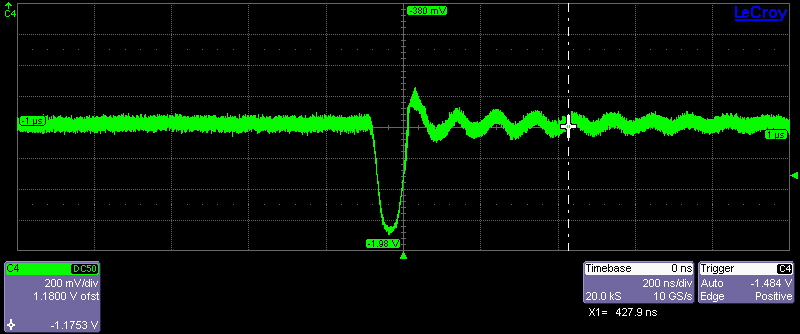 C4
-380 mV
LeCroy
-1 µs
1 µs
-1.98 V
C4 DC50
200 mV/div
1.1800 V ofst
-1.1753 V
Timebase 0 ns
200 ns/div
20.0 kS 10 GS/s
Trigger C4
Auto -1.484 V
Edge Positive
X1= 427.9 ns